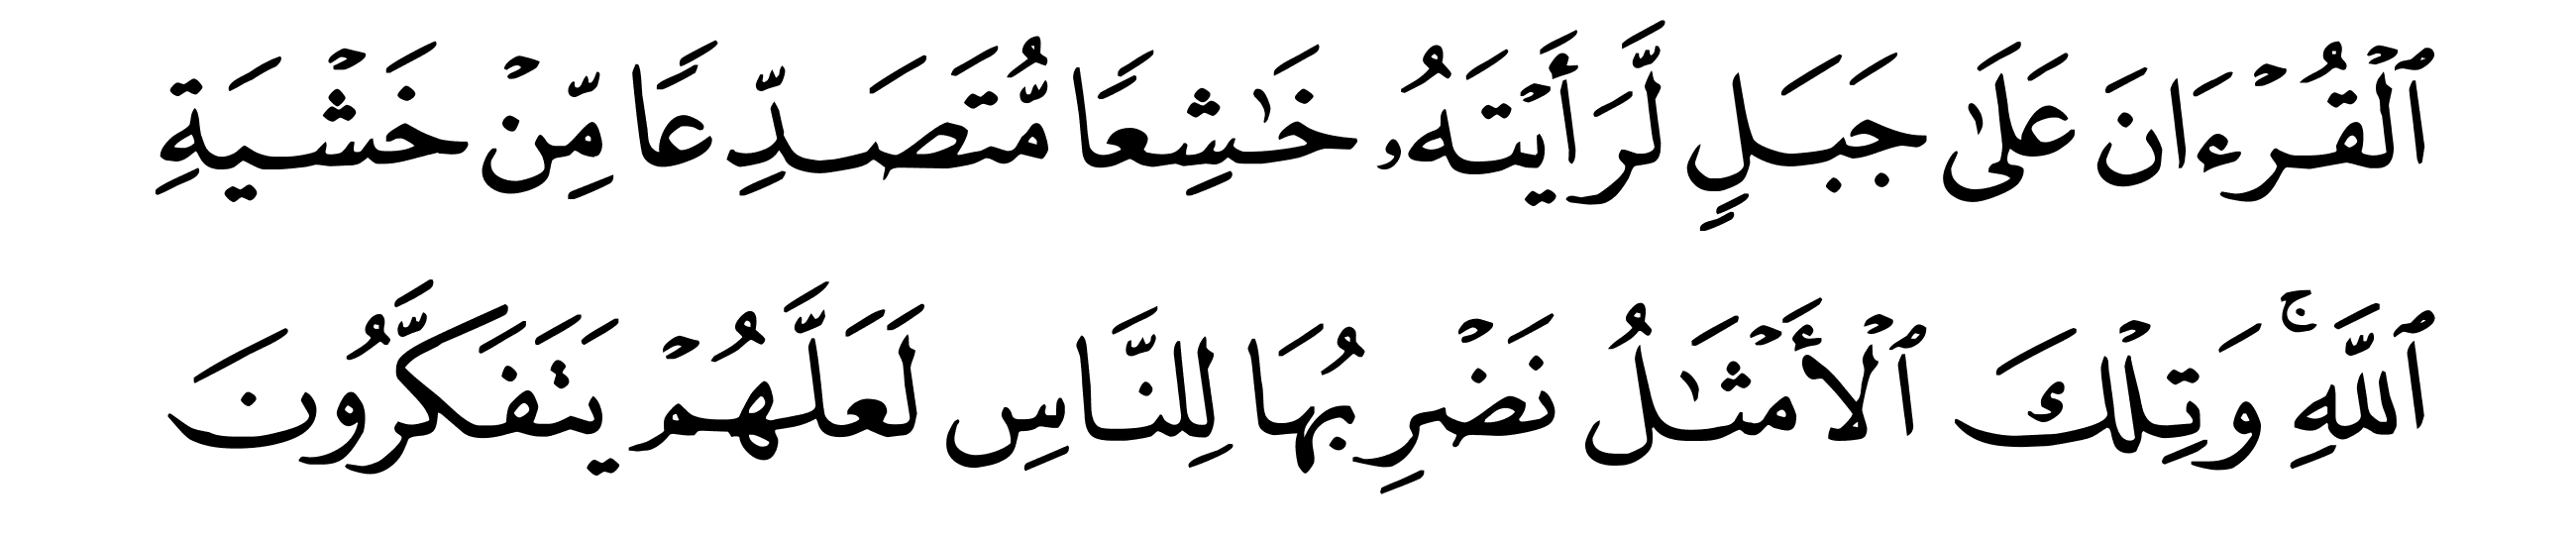 ٱلۡقُرۡءَانَ عَلَىٰ جَبَلٍ لَّرَأَيۡتَهُۥ خَٰشِعًا مُّتَصَدِّعًا مِّنۡ خَشۡيَةِ
ٱللَّهِۚ وَتِلۡكَ ٱلۡأَمۡثَٰلُ نَضۡرِبُهَا لِلنَّاسِ لَعَلَّهُمۡ يَتَفَكَّرُونَ